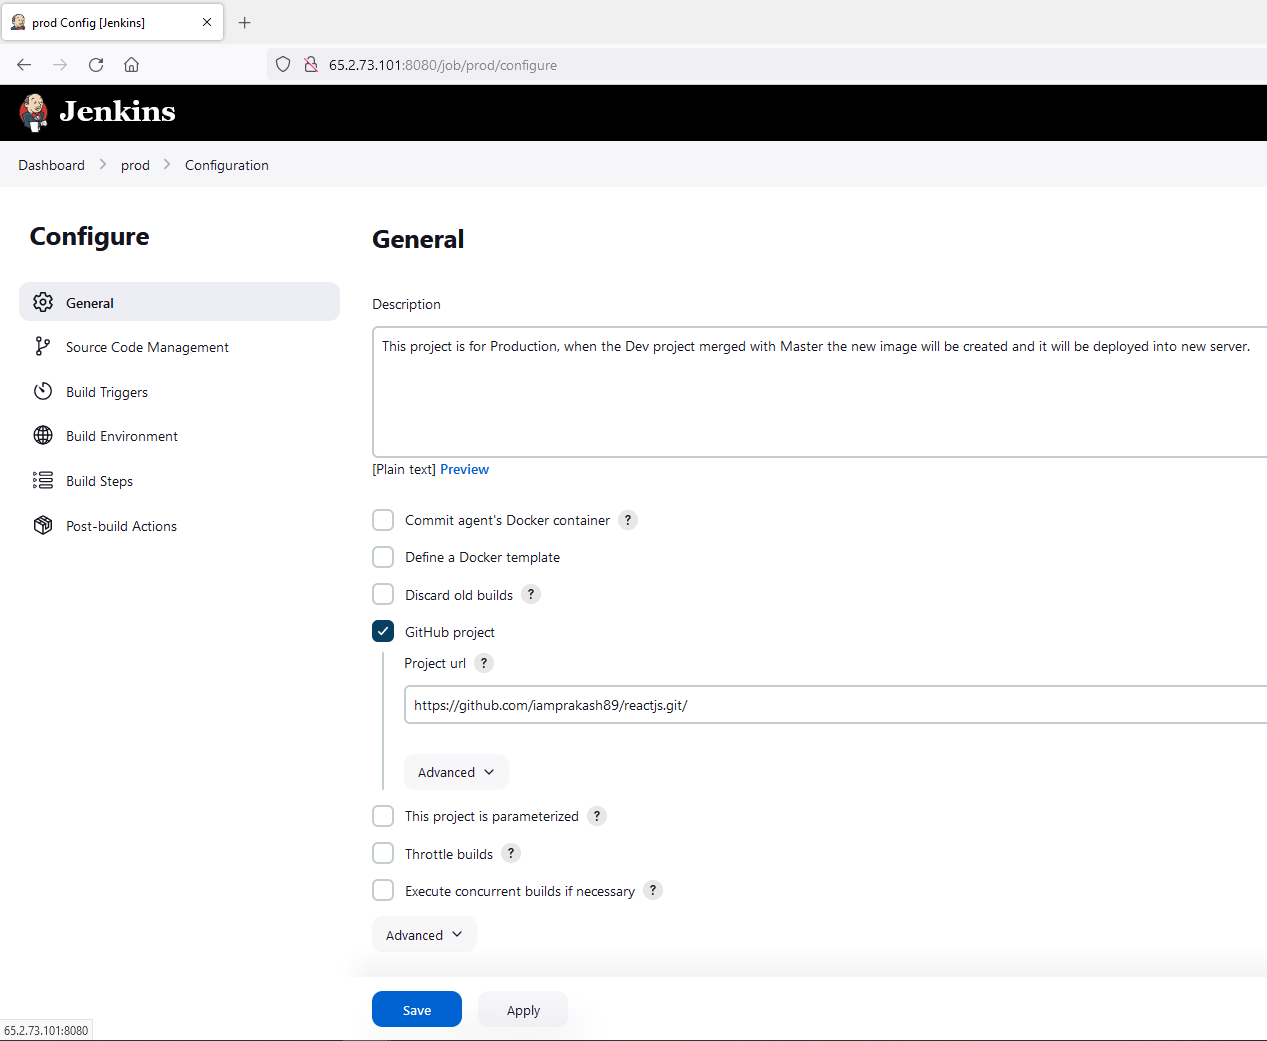 prod Config [Jenkins]
65.2.73.101:8080/job/prod/configure
Jenkins
Dashboard prod Configuration
Configure
General
Source Code Management
Build Triggers
Build Environment
Build Steps
Post-build Actions
General
Description
This project is for Production, when the Dev project merged with Master the new image will be created and it will be deployed into new server.
[Plain text] Preview
Commit agent's Docker container ?
Define a Docker template
Discard old builds ?
GitHub project
Project url ?
https://github.com/iamprakash89/reactjs.git/
Advanced
This project is parameterized ?
Throttle builds ?
Execute concurrent builds if necessary ?
Advanced
Save Apply
65.2.73.101:8080